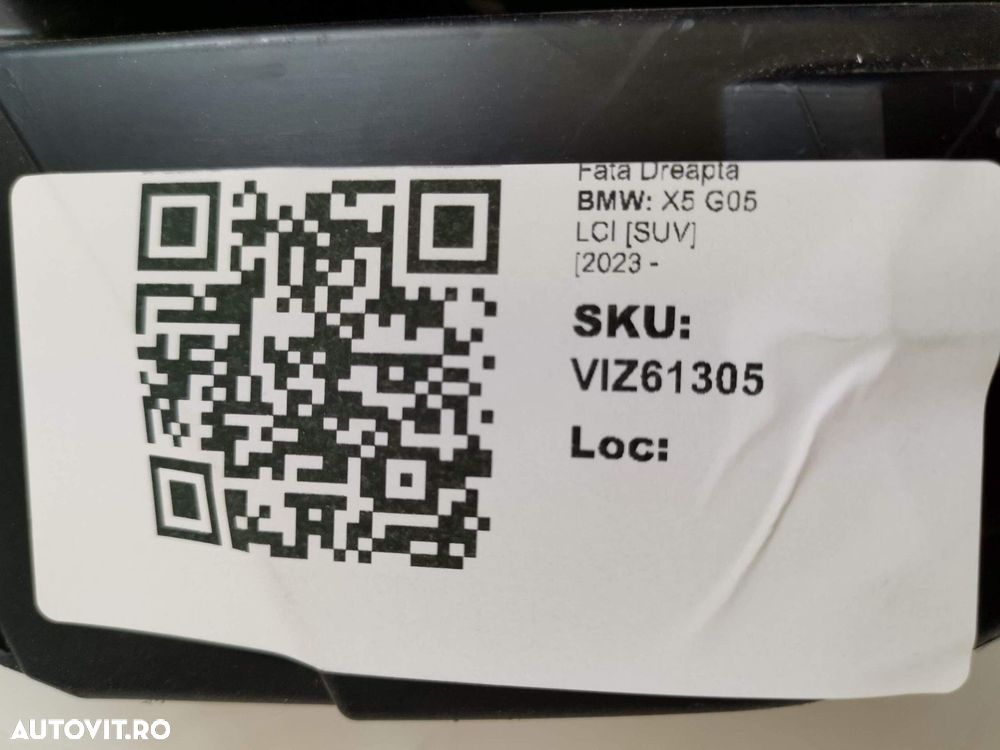 Fata Dreapta
BMW: X5 G05
LCI [SUV]
[2023 -
SKU:
VIZ61305
Loc:
AUTOVIT.RO